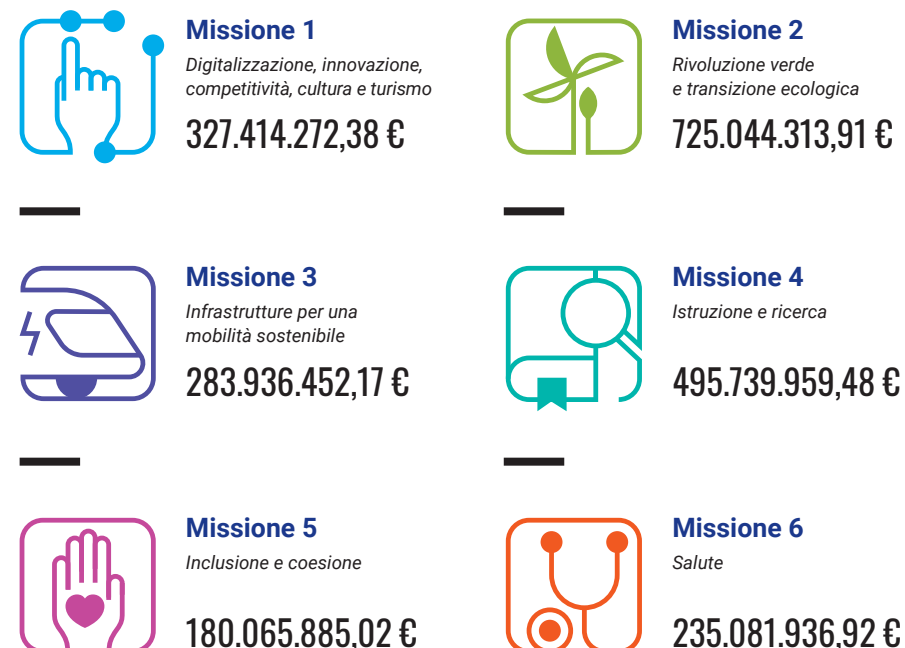 Missione 1
Digitalizzazione, innovazione,
competitività, cultura e turismo
327.414.272,38 €
Missione 2
Rivoluzione verde
e transizione ecologica
725.044.313,91 €
Missione 3
Infrastrutture per una
mobilità sostenibile
283.936.452,17 €
Missione 4
Istruzione e ricerca
495.739.959,48 €
Missione 5
Inclusione e coesione
180.065.885,02 €
Missione 6
Salute
235.081.936,92 €